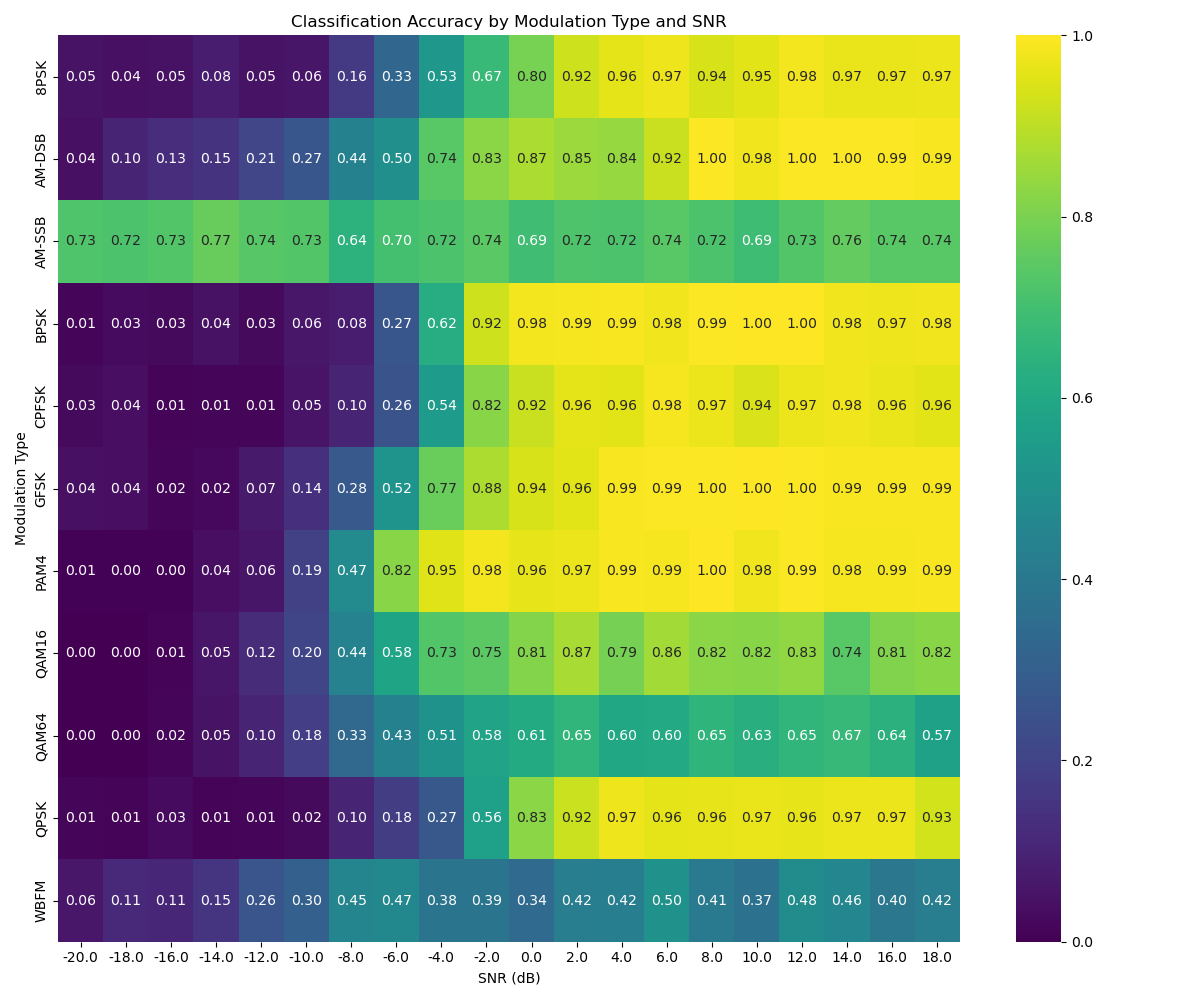 Classification Accuracy by Modulation Type and SNR
1.0
8PSK 0.05 0.04 0.05 0.08 0.05 0.06 0.16 0.33 0.53 0.67 0.80 0.92 0.96 0.97 0.94 0.95 0.98 0.97 0.97 0.97
AM-DSB 0.04 0.10 0.13 0.15 0.21 0.27 0.44 0.50 0.74 0.83 0.87 0.85 0.84 0.92 1.00 0.98 1.00 1.00 0.99 0.99
0.8
AM-SSB 0.73 0.72 0.73 0.77 0.74 0.73 0.64 0.70 0.72 0.74 0.69 0.72 0.72 0.74 0.72 0.69 0.73 0.76 0.74 0.74
BPSK 0.01 0.03 0.03 0.04 0.03 0.06 0.08 0.27 0.62 0.92 0.98 0.99 0.99 0.98 0.99 1.00 1.00 0.98 0.97 0.98
0.6
CPFSK 0.03 0.04 0.01 0.01 0.01 0.05 0.10 0.26 0.54 0.82 0.92 0.96 0.96 0.98 0.97 0.94 0.97 0.98 0.96 0.96
Modulation Type
GFSK 0.04 0.04 0.02 0.02 0.07 0.14 0.28 0.52 0.77 0.88 0.94 0.96 0.99 0.99 1.00 1.00 1.00 0.99 0.99 0.99
PAM4 0.01 0.00 0.00 0.04 0.06 0.19 0.47 0.82 0.95 0.98 0.96 0.97 0.99 0.99 1.00 0.98 0.99 0.98 0.99 0.99
0.4
QAM16 0.00 0.00 0.01 0.05 0.12 0.20 0.44 0.58 0.73 0.75 0.81 0.87 0.79 0.86 0.82 0.82 0.83 0.74 0.81 0.82
QAM64 0.00 0.00 0.02 0.05 0.10 0.18 0.33 0.43 0.51 0.58 0.61 0.65 0.60 0.60 0.65 0.63 0.65 0.67 0.64 0.57
0.2
QPSK 0.01 0.01 0.03 0.01 0.01 0.02 0.10 0.18 0.27 0.56 0.83 0.92 0.97 0.96 0.96 0.97 0.96 0.97 0.97 0.93
WBFM 0.06 0.11 0.11 0.15 0.26 0.30 0.45 0.47 0.38 0.39 0.34 0.42 0.42 0.50 0.41 0.37 0.48 0.46 0.40 0.42
0.0
-20.0 -18.0 -16.0 -14.0 -12.0 -10.0 -8.0 -6.0 -4.0 -2.0 0.0 2.0 4.0 6.0 8.0 10.0 12.0 14.0 16.0 18.0
SNR (dB)